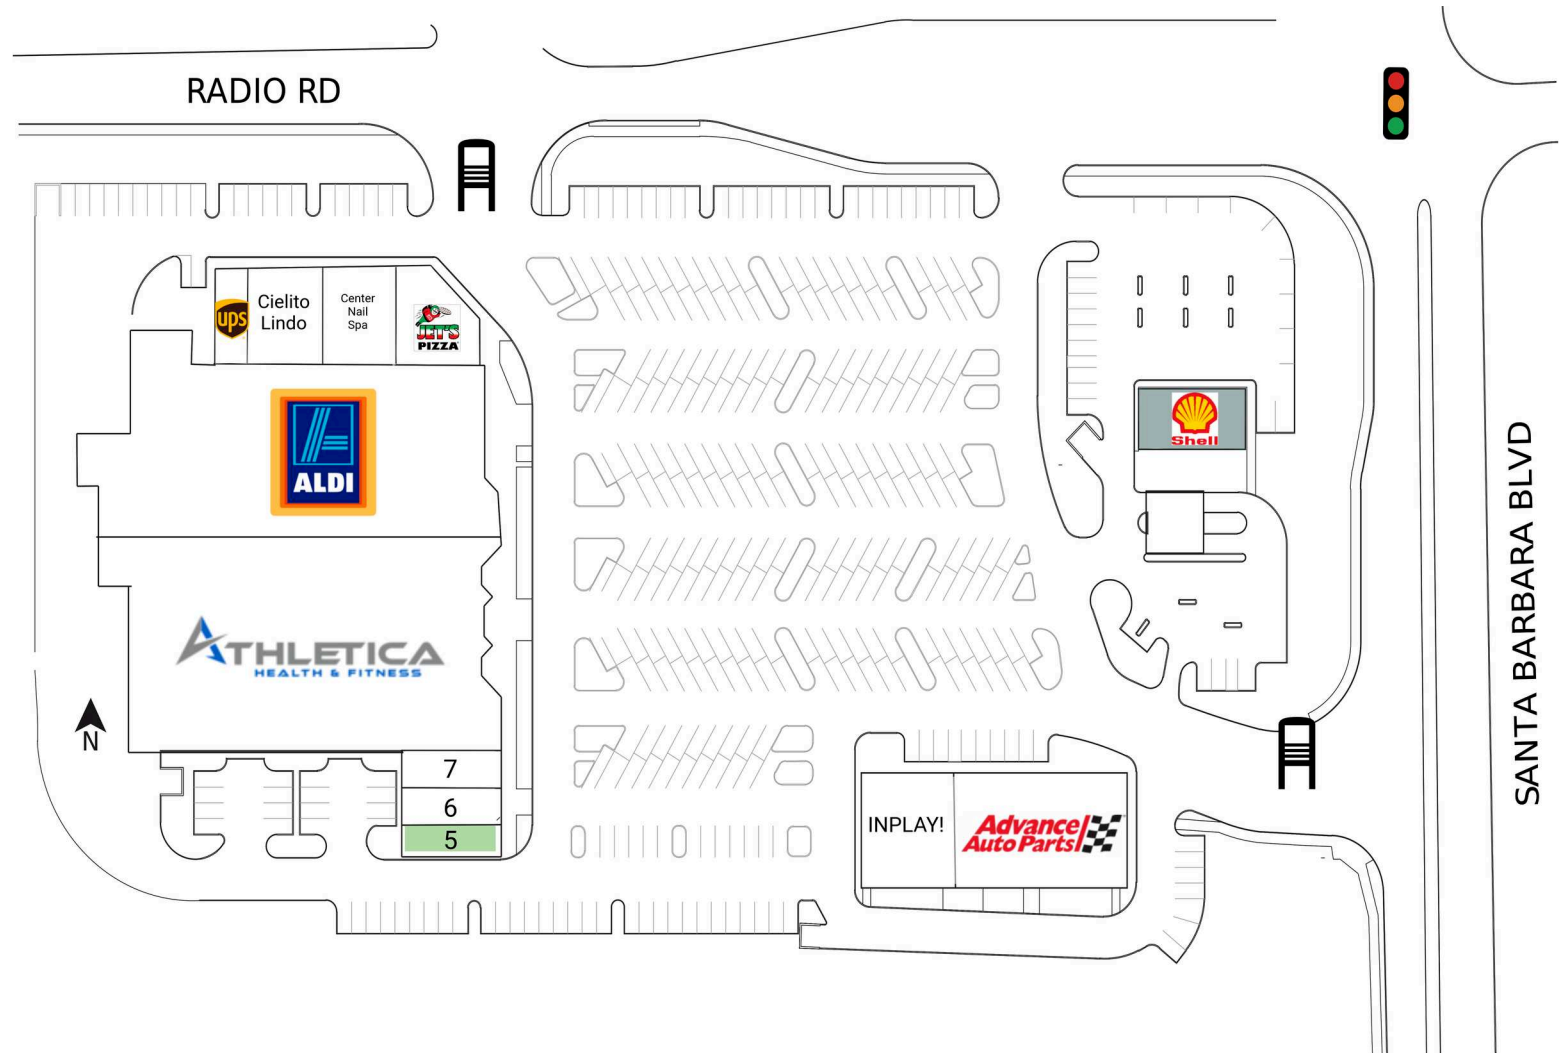 RADIO RD
ups
Cielito
Lindo
Center
Nail
Spa
JET'S
PIZZA
ALDI
Shell
SANTA BARBARA BLVD
ATHLETICA
HEALTH & FITNESS
N
7
6
5
INPLAY!
Advance
Auto Parts